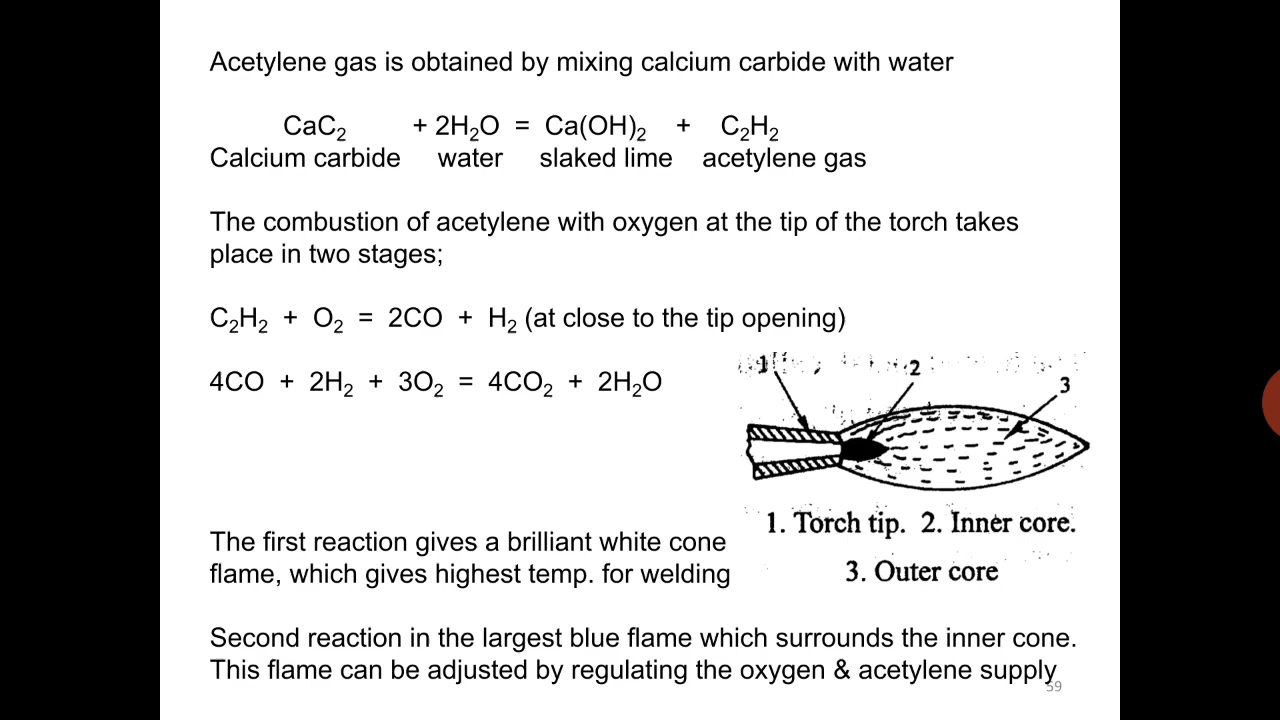 Acetylene gas is obtained by mixing calcium carbide with water
CaC₂ + 2H₂O = Ca(OH)₂ + C₂H₂
Calcium carbide water slaked lime acetylene gas
The combustion of acetylene with oxygen at the tip of the torch takes
place in two stages;
C₂H₂ + O₂ = 2CO + H₂ (at close to the tip opening)
4CO + 2H₂ + 3O₂ = 4CO₂ + 2H₂O
1 2
3
1. Torch tip. 2. Inner core.
3. Outer core
The first reaction gives a brilliant white cone
flame, which gives highest temp. for welding
Second reaction in the largest blue flame which surrounds the inner cone.
This flame can be adjusted by regulating the oxygen & acetylene supply
59